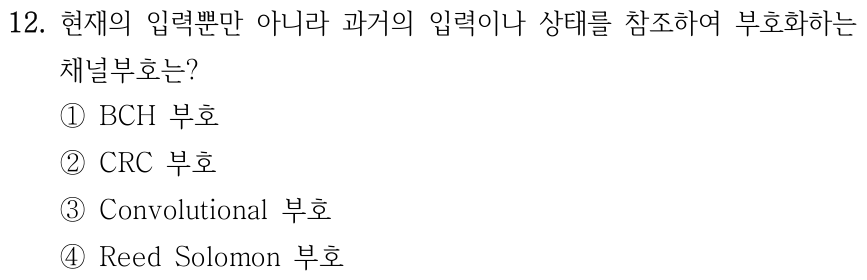 12. 현재의 입력뿐만 아니라 과거의 입력이나 상태를 참조하여 부호화하는
채널부호는?
① BCH 부호
② CRC 부호
③ Convolutional 부호
④ Reed Solomon 부호